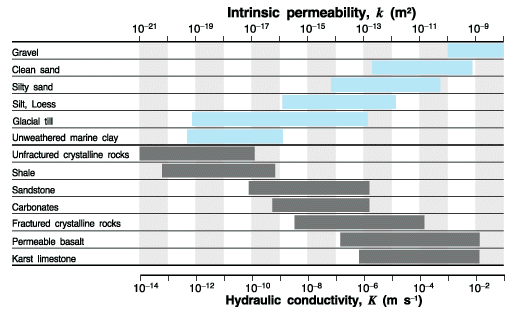 Intrinsic permeability, k (m²)
10⁻²¹ 10⁻¹⁹ 10⁻¹⁷ 10⁻¹⁵ 10⁻¹³ 10⁻¹¹ 10⁻⁹
Gravel
Clean sand
Silty sand
Silt, Loess
Glacial till
Unweathered marine clay
Unfractured crystalline rocks
Shale
Sandstone
Carbonates
Fractured crystalline rocks
Permeable basalt
Karst limestone
10⁻¹⁴ 10⁻¹² 10⁻¹⁰ 10⁻⁸ 10⁻⁶ 10⁻⁴ 10⁻²
Hydraulic conductivity, K (m s⁻¹)